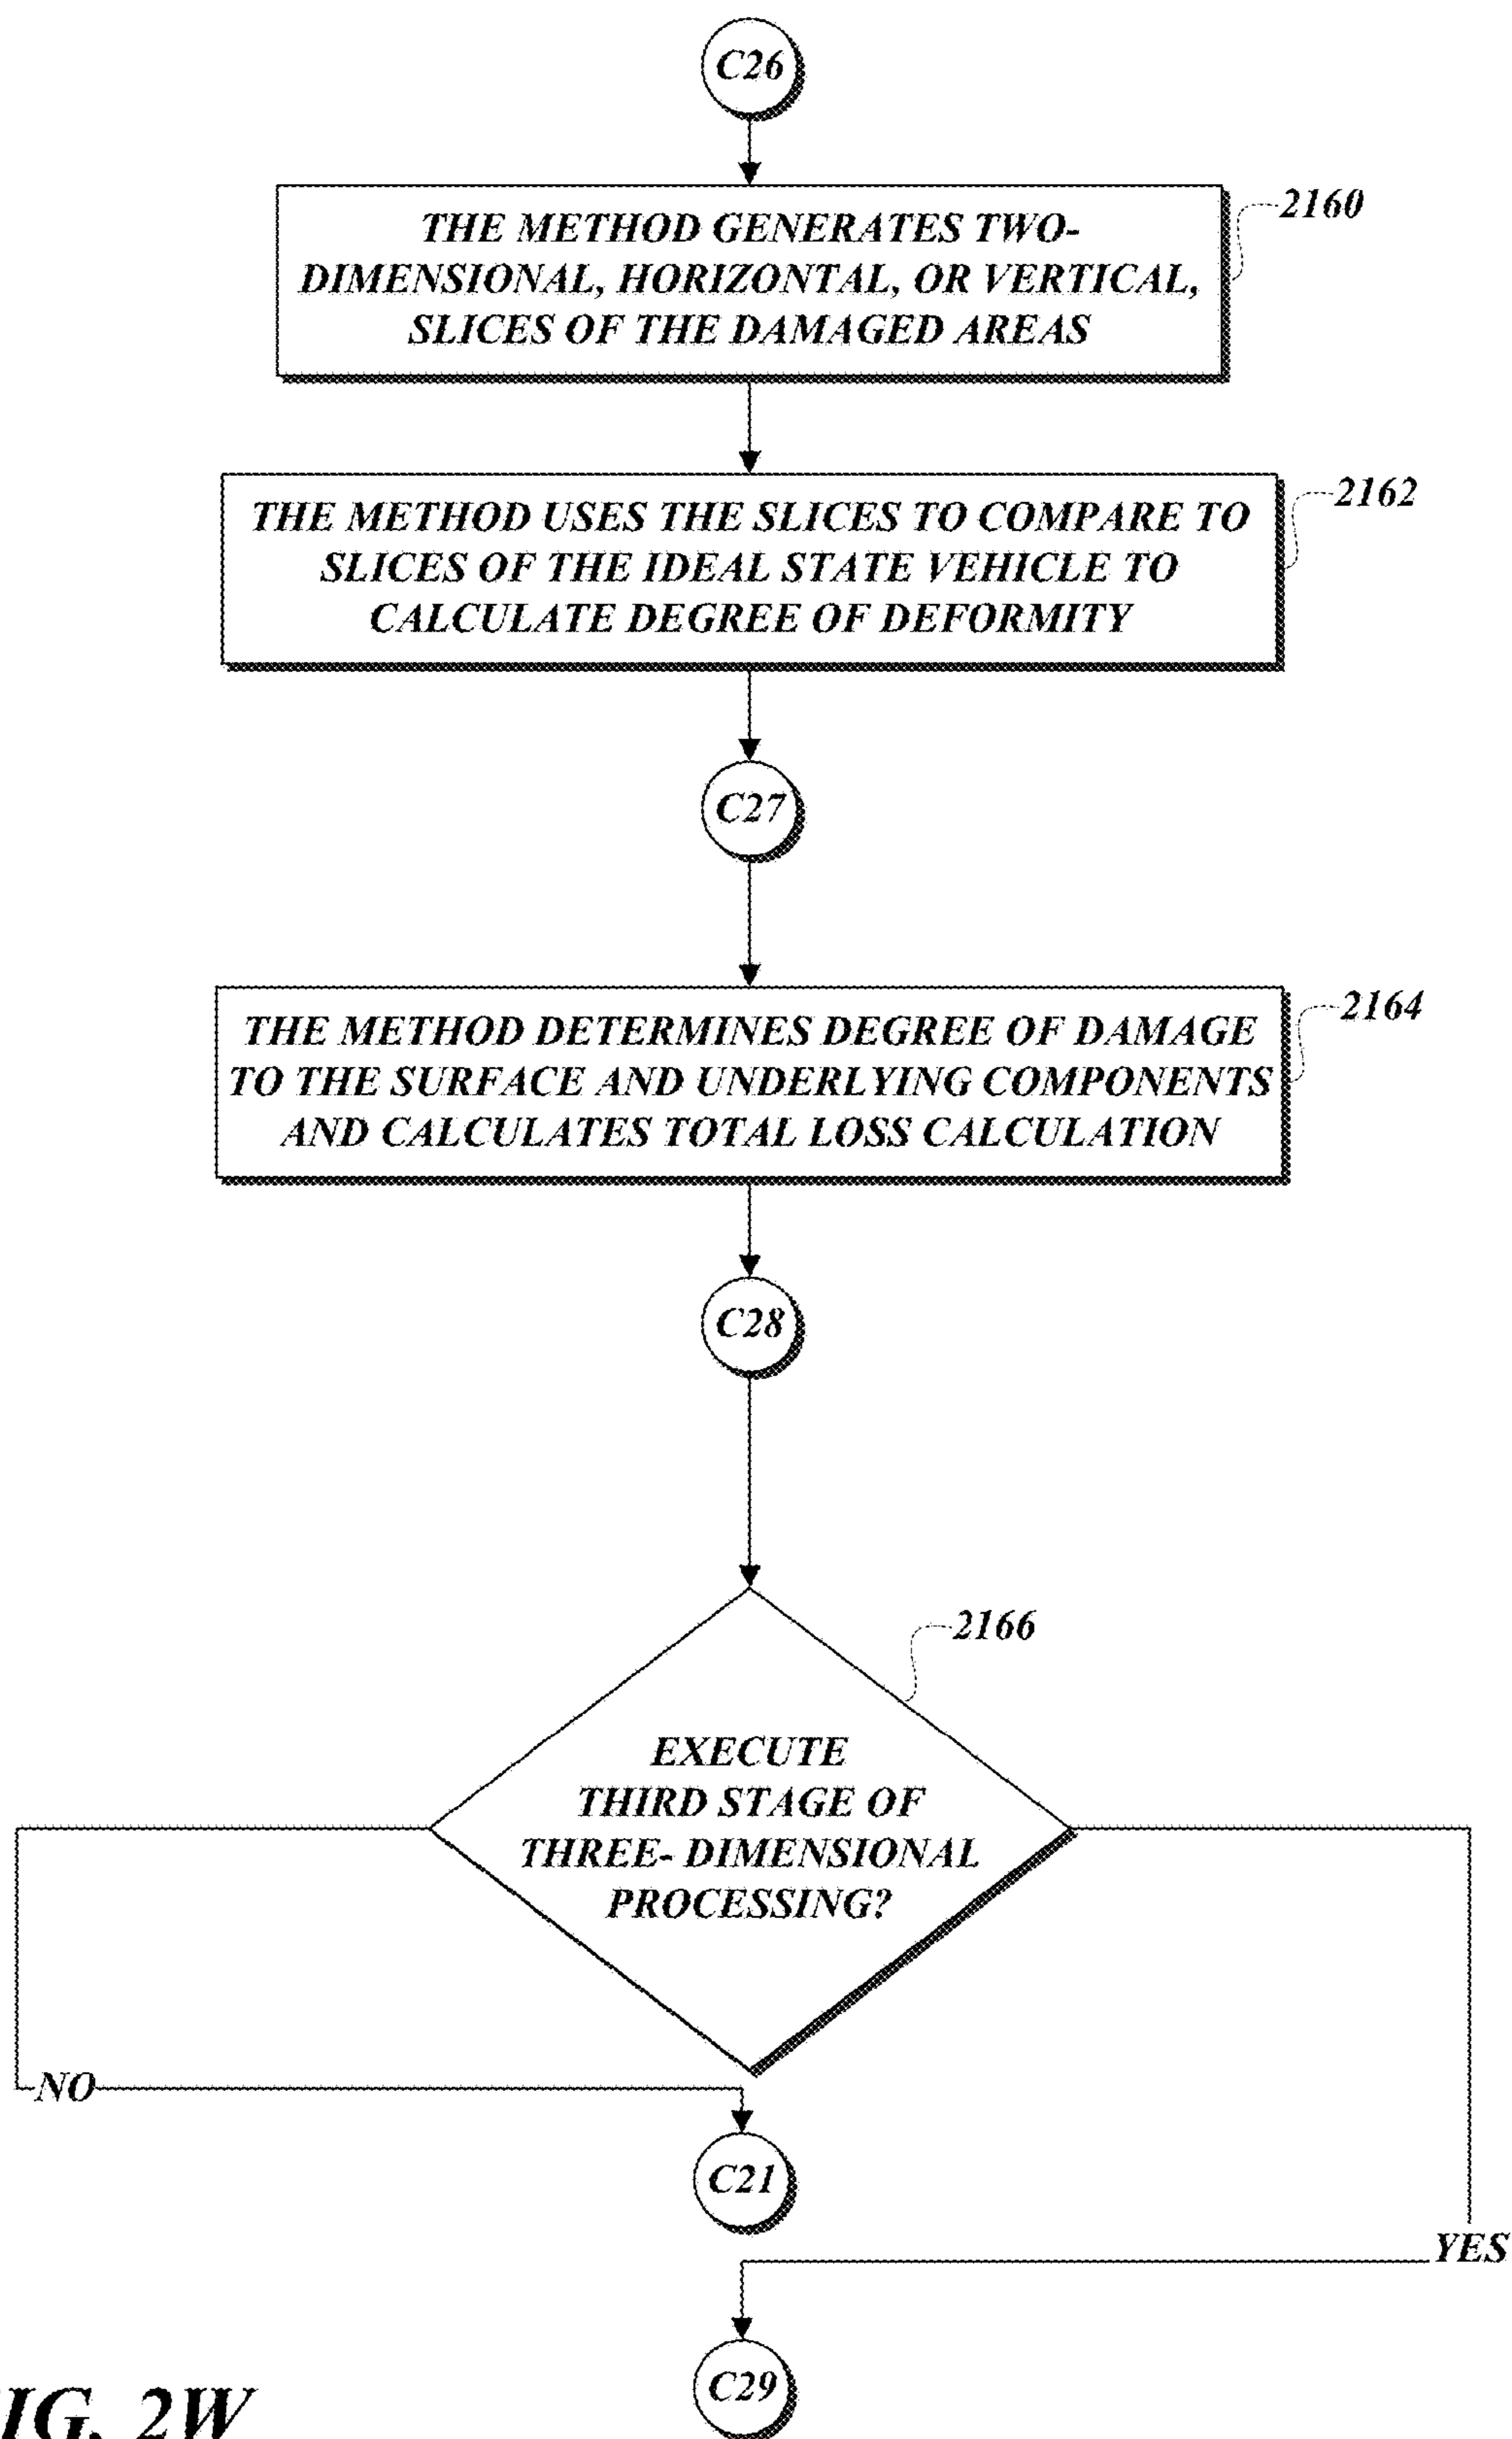 C26
THE METHOD GENERATES TWO-
DIMENSIONAL, HORIZONTAL, OR VERTICAL,
SLICES OF THE DAMAGED AREAS
2160
THE METHOD USES THE SLICES TO COMPARE TO
SLICES OF THE IDEAL STATE VEHICLE TO
CALCULATE DEGREE OF DEFORMITY
2162
C27
THE METHOD DETERMINES DEGREE OF DAMAGE
TO THE SURFACE AND UNDERLYING COMPONENTS
AND CALCULATES TOTAL LOSS CALCULATION
2164
C28
2166
EXECUTE
THIRD STAGE OF
THREE- DIMENSIONAL
PROCESSING?
NO
C21
YES
C29
IG. 2W